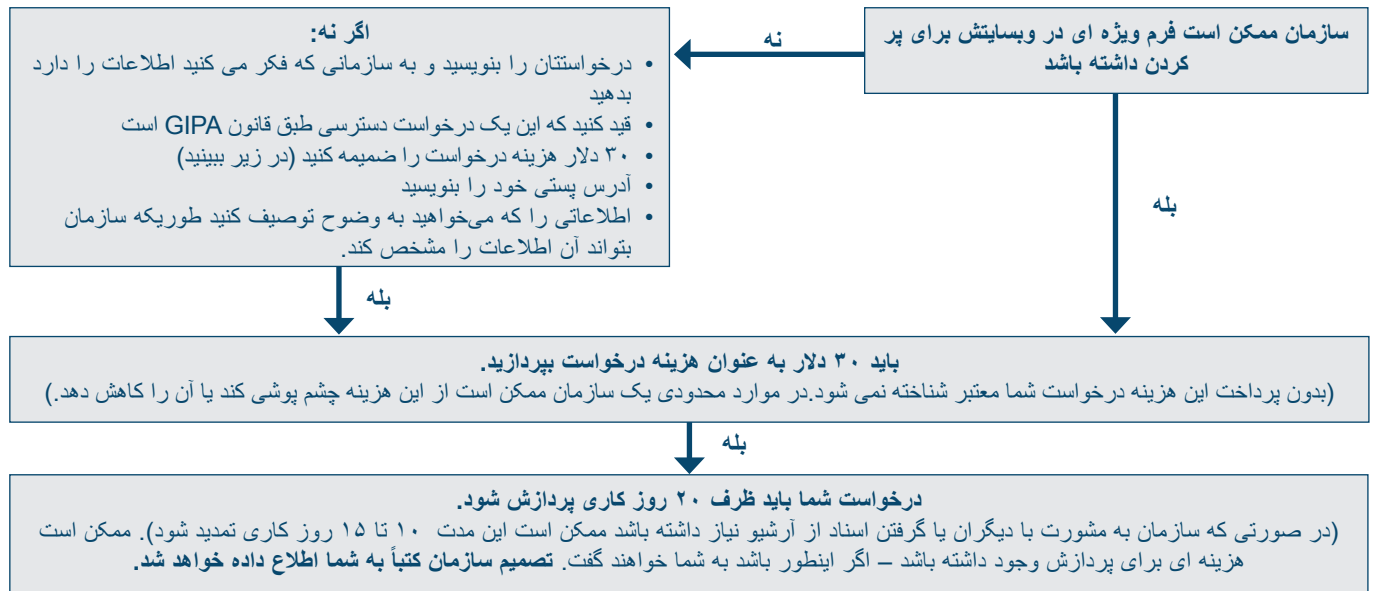 سازمان ممکن است فرم ویژه ای در وبسایتش برای پر
کردن داشته باشد
نه
اگر نه:
• درخواستتان را بنویسید و به سازمانی که فکر می کنید اطلاعات را دارد
بدهید
• قید کنید که این یک درخواست دسترسی طبق قانون GIPA است
• ۳۰ دلار هزینه درخواست را ضمیمه کنید (در زیر ببینید)
• آدرس پستی خود را بنویسید
• اطلاعاتی را که می‌خواهید به وضوح توصیف کنید طوریکه سازمان
بتواند آن اطلاعات را مشخص کند.
بله
بله
باید ۳۰ دلار به عنوان هزینه درخواست بپردازید.
(بدون پرداخت این هزینه درخواست شما معتبر شناخته نمی شود.در موارد محدودی یک سازمان ممکن است از این هزینه چشم پوشی کند یا آن را کاهش دهد.)
بله
درخواست شما باید ظرف ۲۰ روز کاری پردازش شود.
(در صورتی که سازمان به مشورت با دیگران یا گرفتن اسناد از آرشیو نیاز داشته باشد ممکن است این مدت ۱۰ تا ۱۵ روز کاری تمدید شود). ممکن است
هزینه ای برای پردازش وجود داشته باشد – اگر اینطور باشد به شما خواهند گفت. تصمیم سازمان کتباً به شما اطلاع داده خواهد شد.